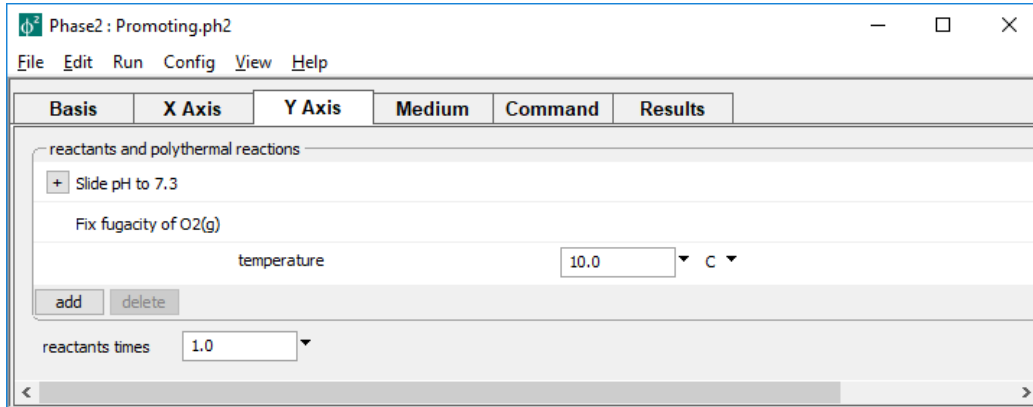 ϕ² Phase2 : Promoting.ph2
File Edit Run Config View Help
Basis X Axis Y Axis Medium Command Results
reactants and polythermal reactions
+ Slide pH to 7.3
Fix fugacity of O2(g)
temperature 10.0 C
add delete
reactants times 1.0